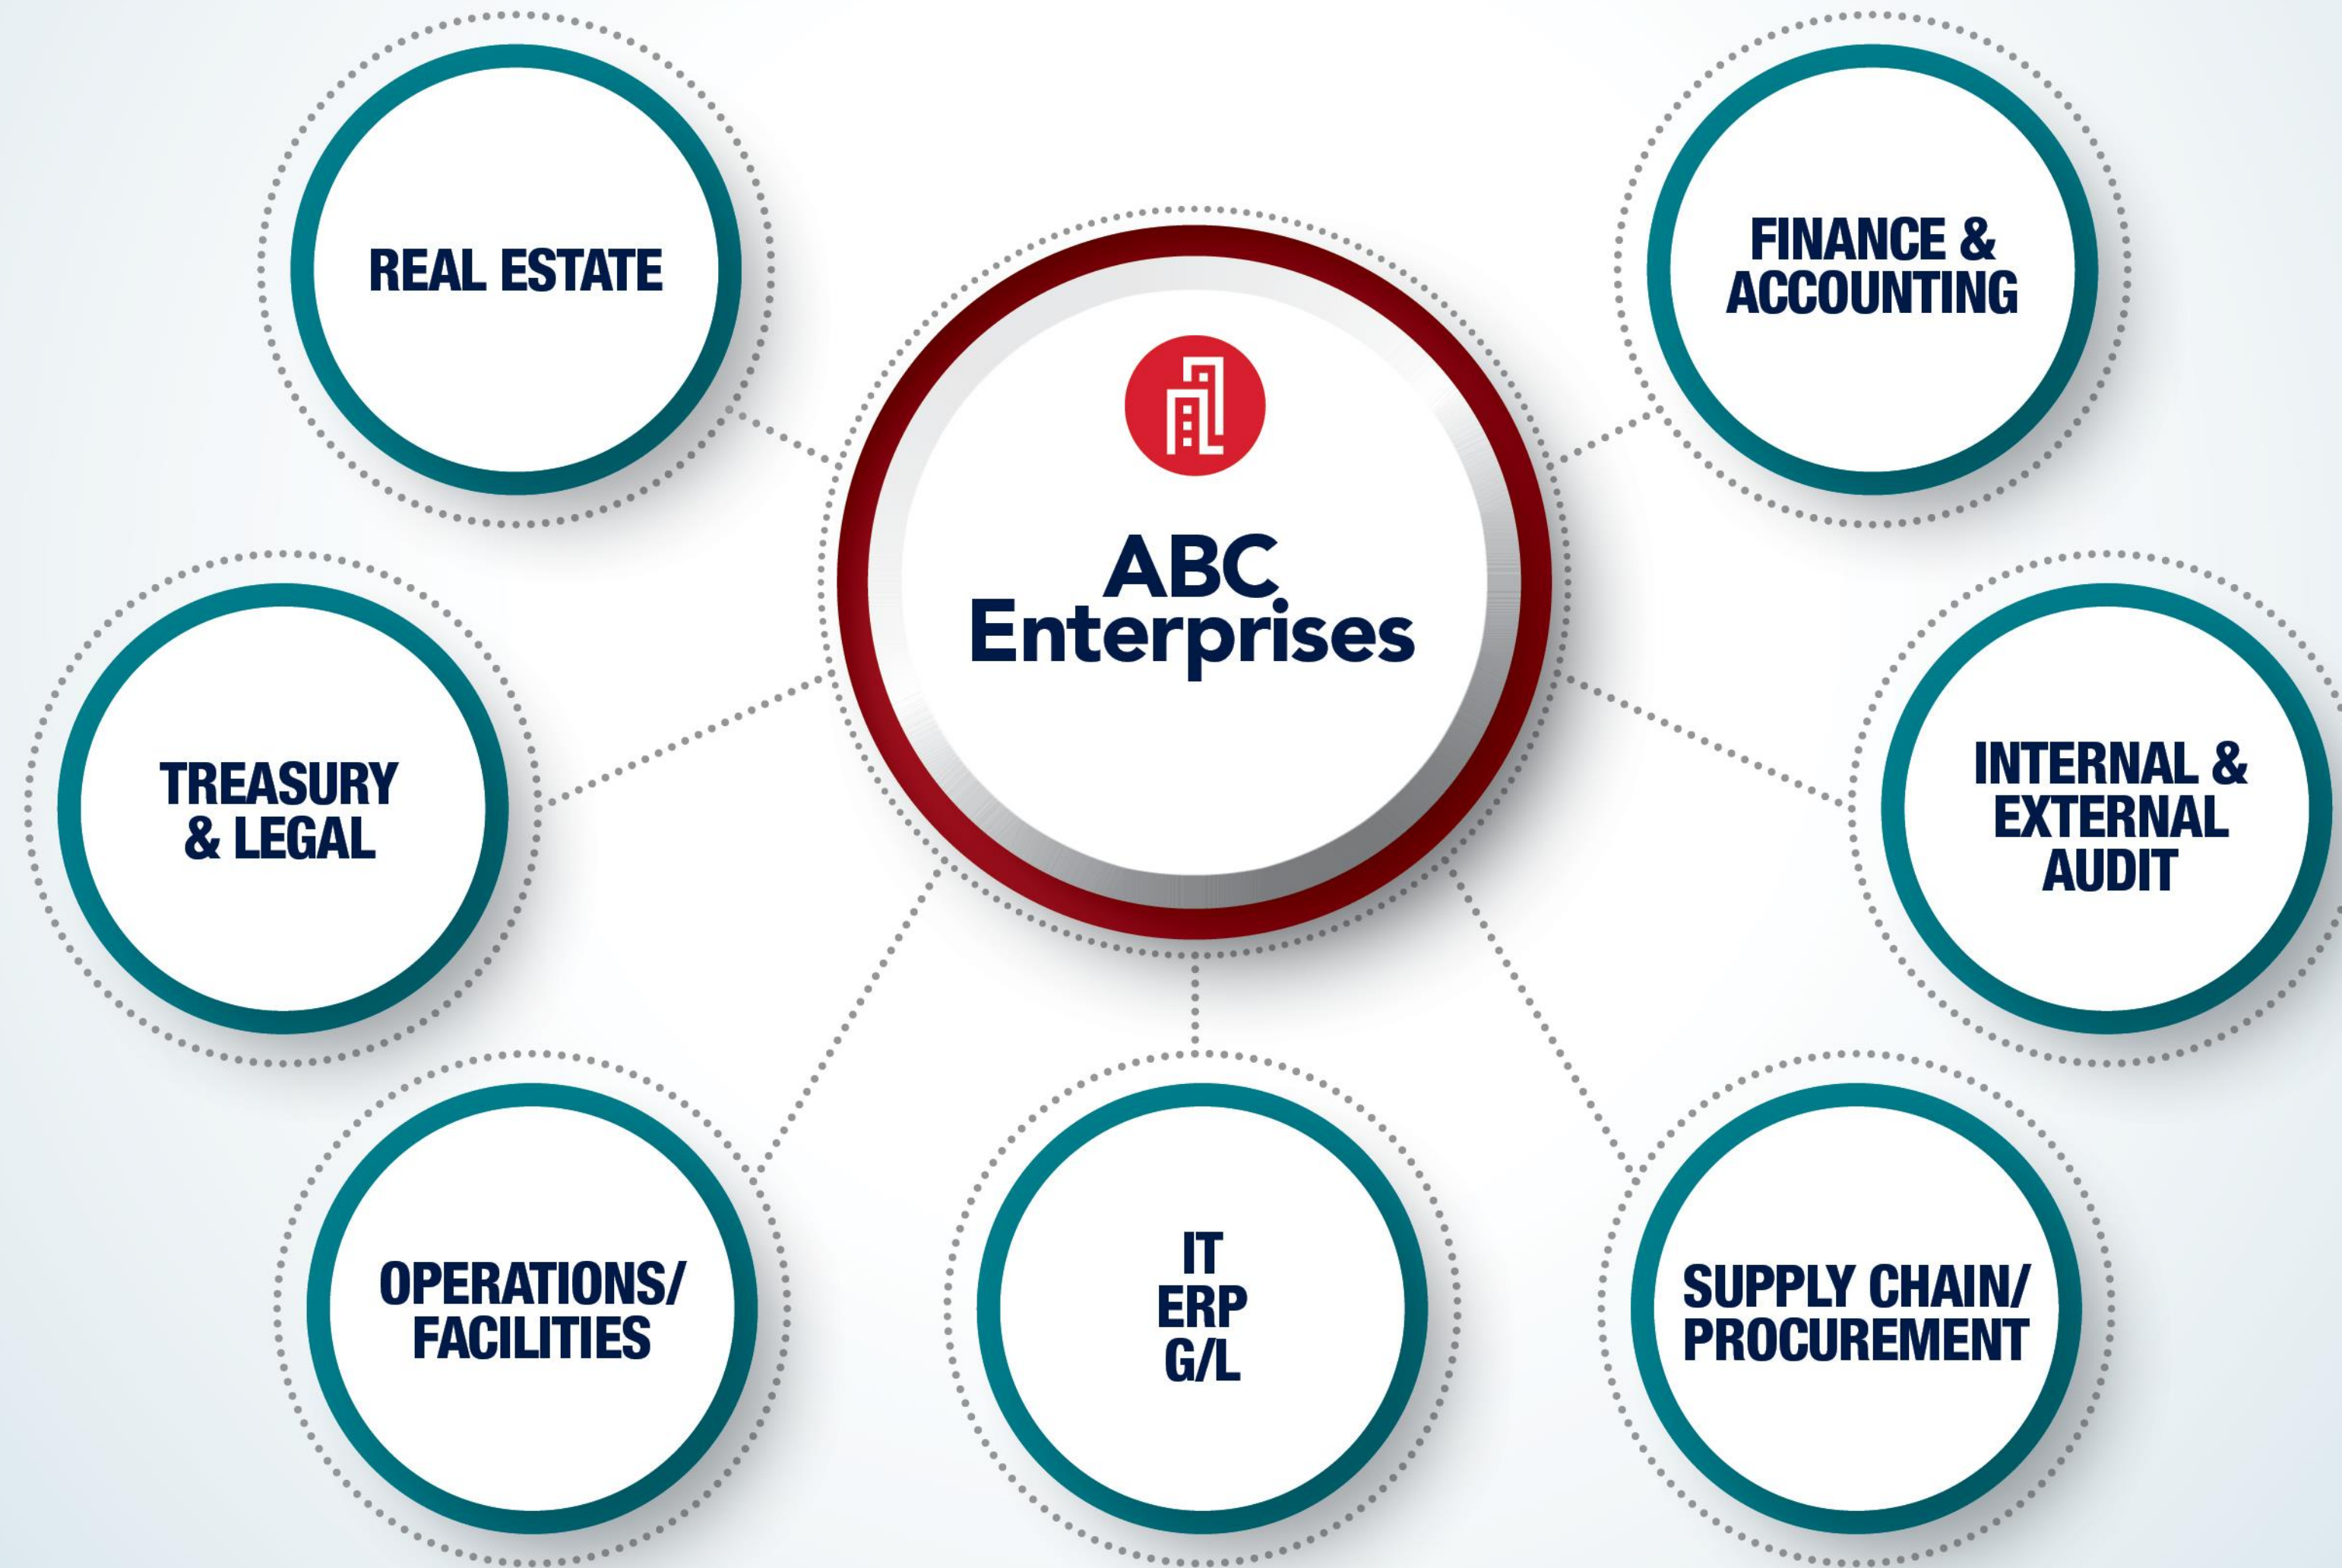 REAL ESTATE
FINANCE &
ACCOUNTING
ABC
Enterprises
TREASURY
& LEGAL
INTERNAL &
EXTERNAL
AUDIT
OPERATIONS/
FACILITIES
IT
ERP
G/L
SUPPLY CHAIN/
PROCUREMENT